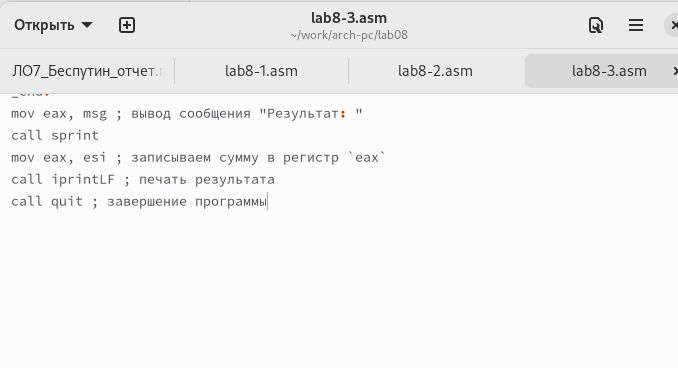 Открыть
lab8-3.asm
~/work/arch-pc/lab08
ЛО7_Беспутин_отчет.
lab8-1.asm
lab8-2.asm
lab8-3.asm
_end:
mov eax, msg ; вывод сообщения "Результат: "
call sprint
mov eax, esi ; записываем сумму в регистр `eax`
call iprintLF ; печать результата
call quit ; завершение программы